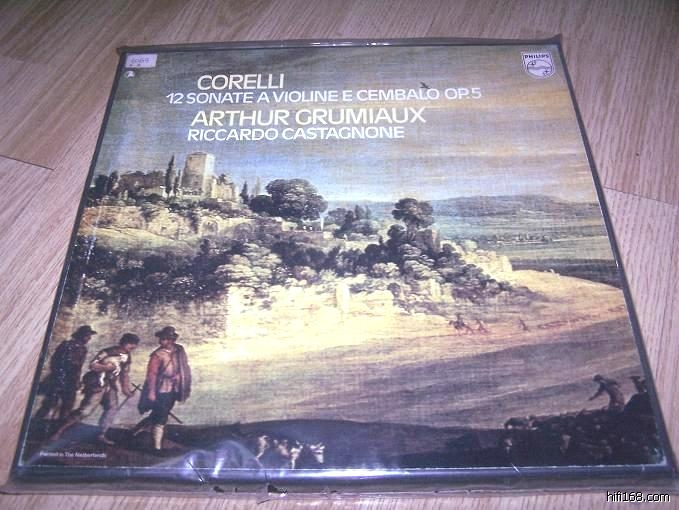 PHILIPS
CORELLI
12 SONATE A VIOLINE E CEMBALO OP.5
ARTHUR GRUMIAUX
RICCARDO CASTAGNONE
Printed in The Netherlands
hifi168.com